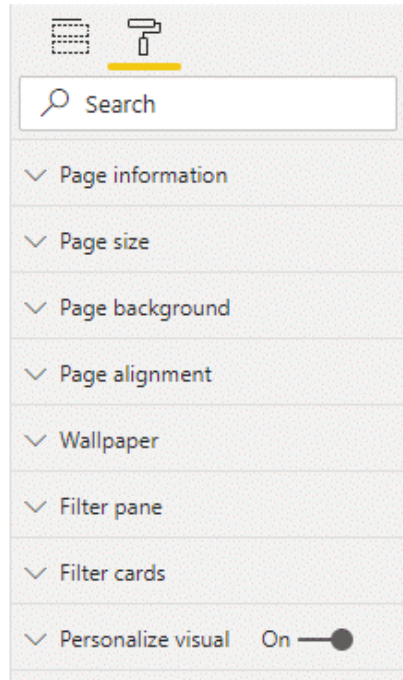 Search
Page information
Page size
Page background
Page alignment
Wallpaper
Filter pane
Filter cards
Personalize visual On